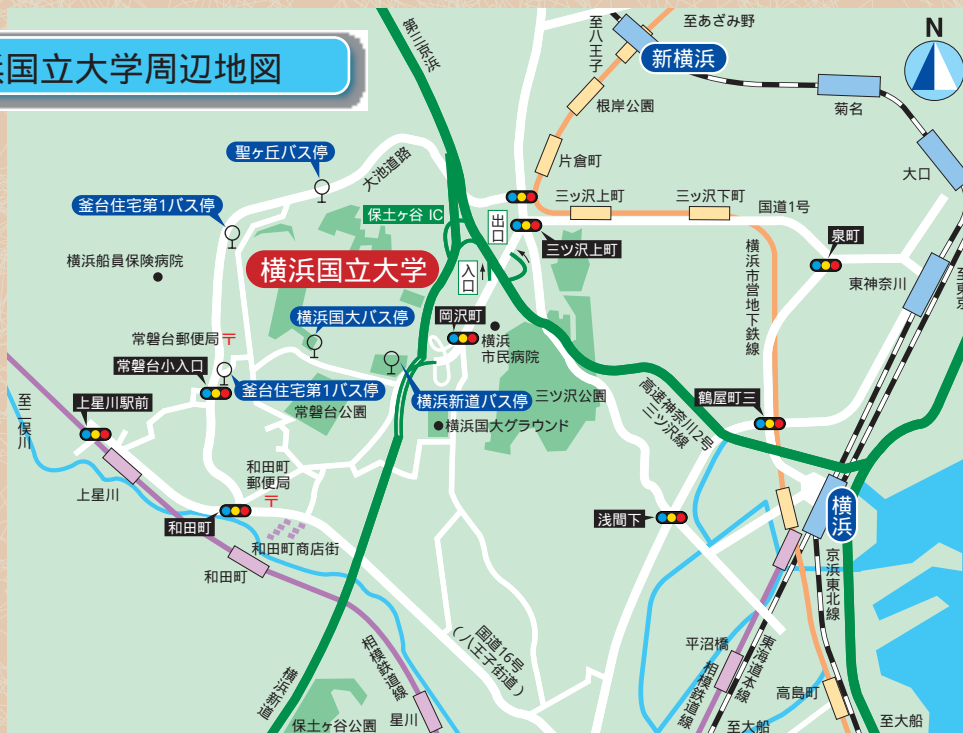 浜国立大学周辺地図
第三京浜
至八王子
至あざみ野
新横浜
N
根岸公園
菊名
片倉町
大口
聖ヶ丘バス停
大池道路
釜台住宅第1バス停
保土ヶ谷 IC
出口
三ッ沢上町
三ッ沢下町
国道1号
三ツ沢上町
泉町
横浜船員保険病院
横浜国立大学
入口
横浜市営地下鉄線
東神奈川
至東京
横浜国大バス停
岡沢町
横浜
市民病院
常磐台郵便局〒
常磐台小入口
釜台住宅第1バス停
横浜新道バス停
三ツ沢公園
高速神奈川2号
三ツ沢線
鶴屋町三
常磐台公園
横浜国大グラウンド
至二俣川
上星川駅前
上星川
和田町
郵便局
〒
和田町
横浜
浅間下
和田町商店街
和田町
京浜東北線
国道16号
(八王子街道)
平沼橋
東海道本線
相模鉄道線
相模鉄道線
高島町
横浜新道
保土ヶ谷公園
星川
至大船
至大船